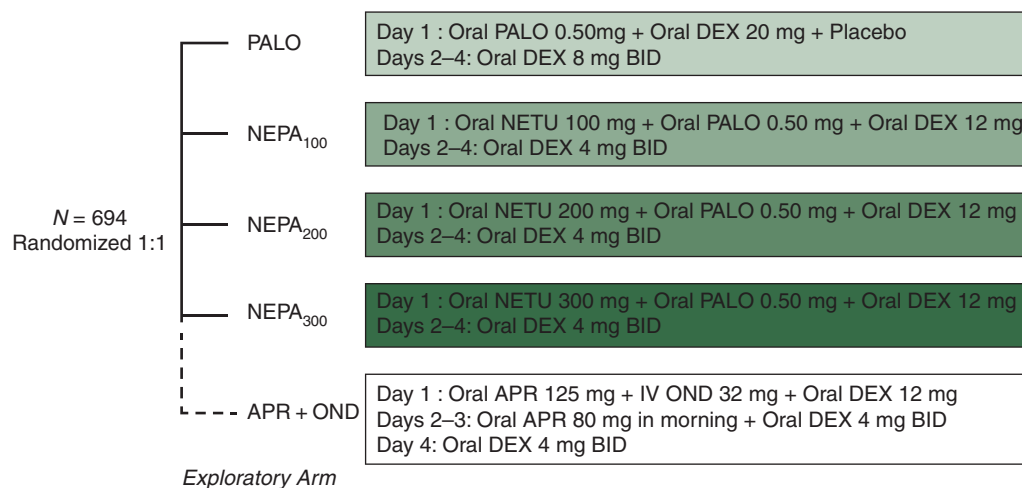 PALO
Day 1 : Oral PALO 0.50mg + Oral DEX 20 mg + Placebo
Days 2–4: Oral DEX 8 mg BID
NEPA100
Day 1 : Oral NETU 100 mg + Oral PALO 0.50 mg + Oral DEX 12 mg
Days 2–4: Oral DEX 4 mg BID
N = 694
Randomized 1:1
NEPA200
Day 1 : Oral NETU 200 mg + Oral PALO 0.50 mg + Oral DEX 12 mg
Days 2–4: Oral DEX 4 mg BID
NEPA300
Day 1 : Oral NETU 300 mg + Oral PALO 0.50 mg + Oral DEX 12 mg
Days 2–4: Oral DEX 4 mg BID
APR + OND
Day 1 : Oral APR 125 mg + IV OND 32 mg + Oral DEX 12 mg
Days 2–3: Oral APR 80 mg in morning + Oral DEX 4 mg BID
Day 4: Oral DEX 4 mg BID
Exploratory Arm